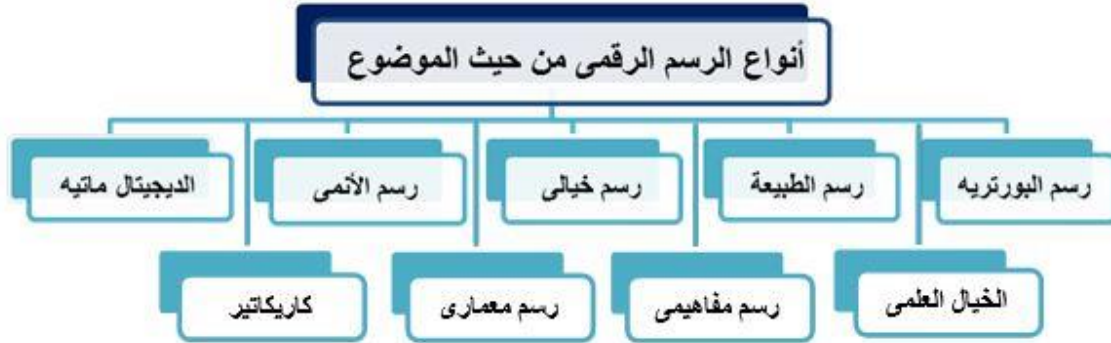 أنواع الرسم الرقمى من حيث الموضوع
رسم البورتريه
رسم الطبيعة
رسم خيالى
رسم الأنمى
الديجيتال ماتيه
الخيال العلمى
رسم مفاهيمى
رسم معمارى
كاريكاتير